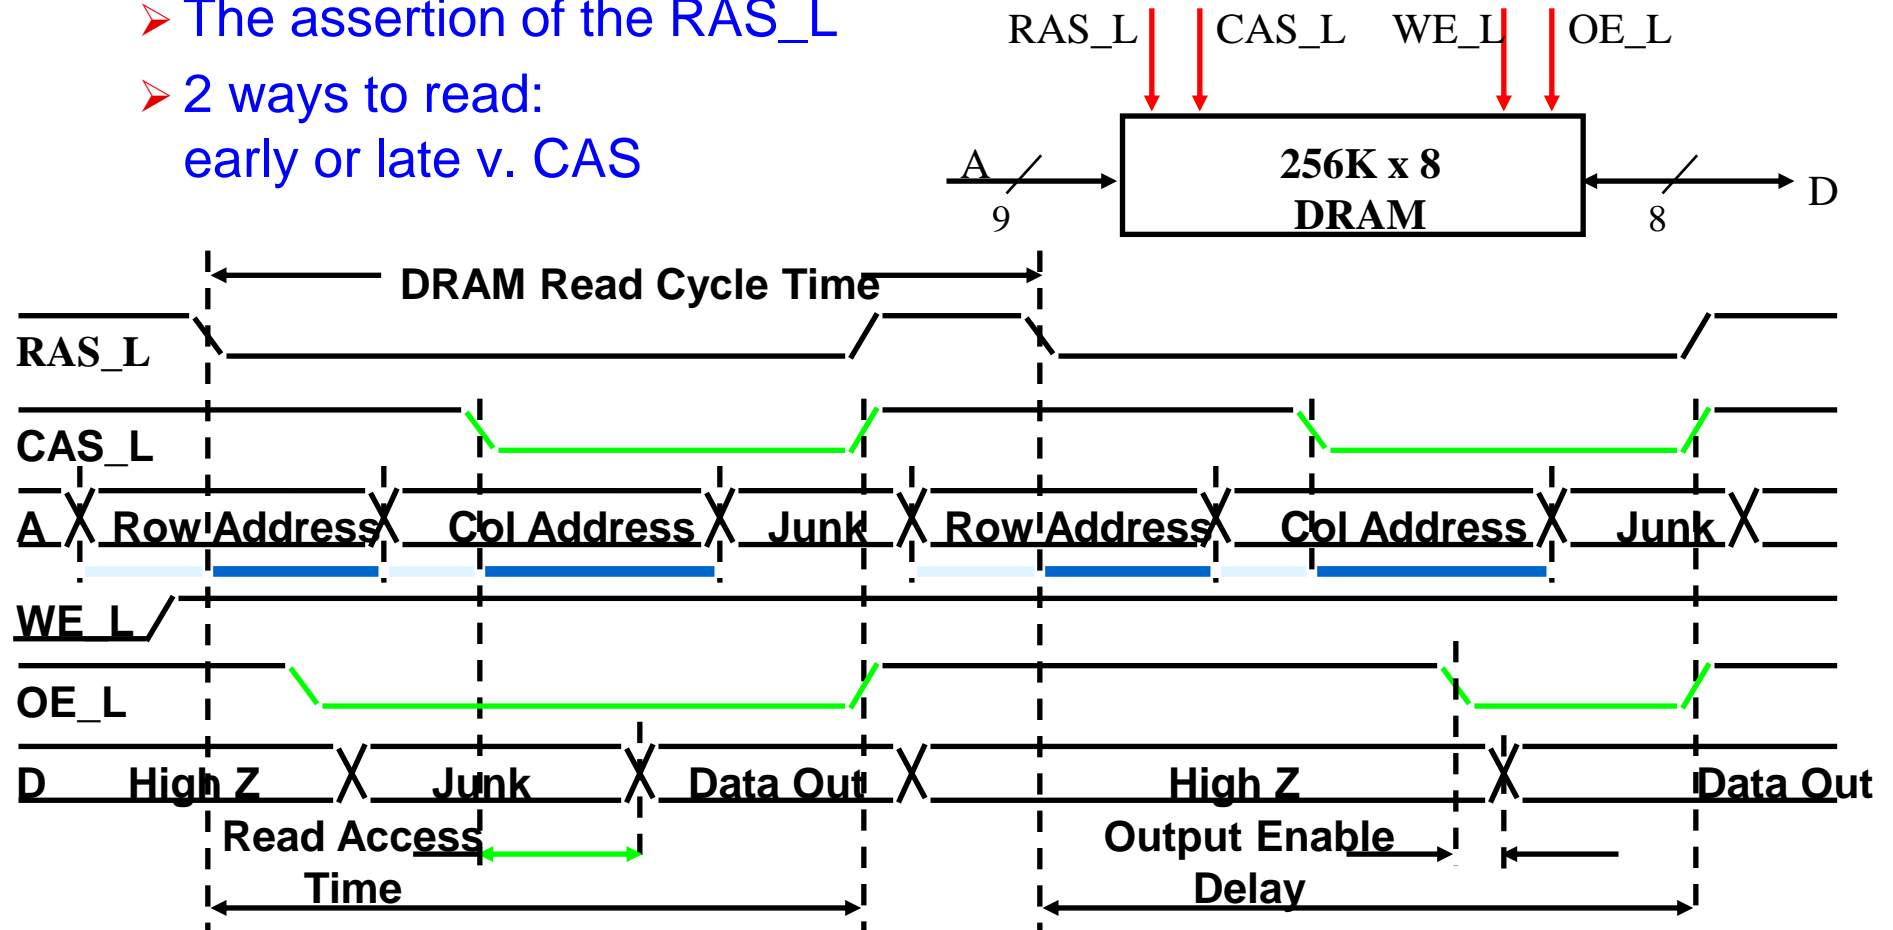 The assertion of the RAS_L
2 ways to read:
early or late v. CAS
RAS_L CAS_L WE_L OE_L
A
9
256K x 8
DRAM
8
D
DRAM Read Cycle Time
RAS_L
CAS_L
A Row Address Col Address Junk Row Address Col Address Junk
WE_L
OE_L
D High Z Junk Data Out High Z Data Out
Read Access
Time
Output Enable
Delay